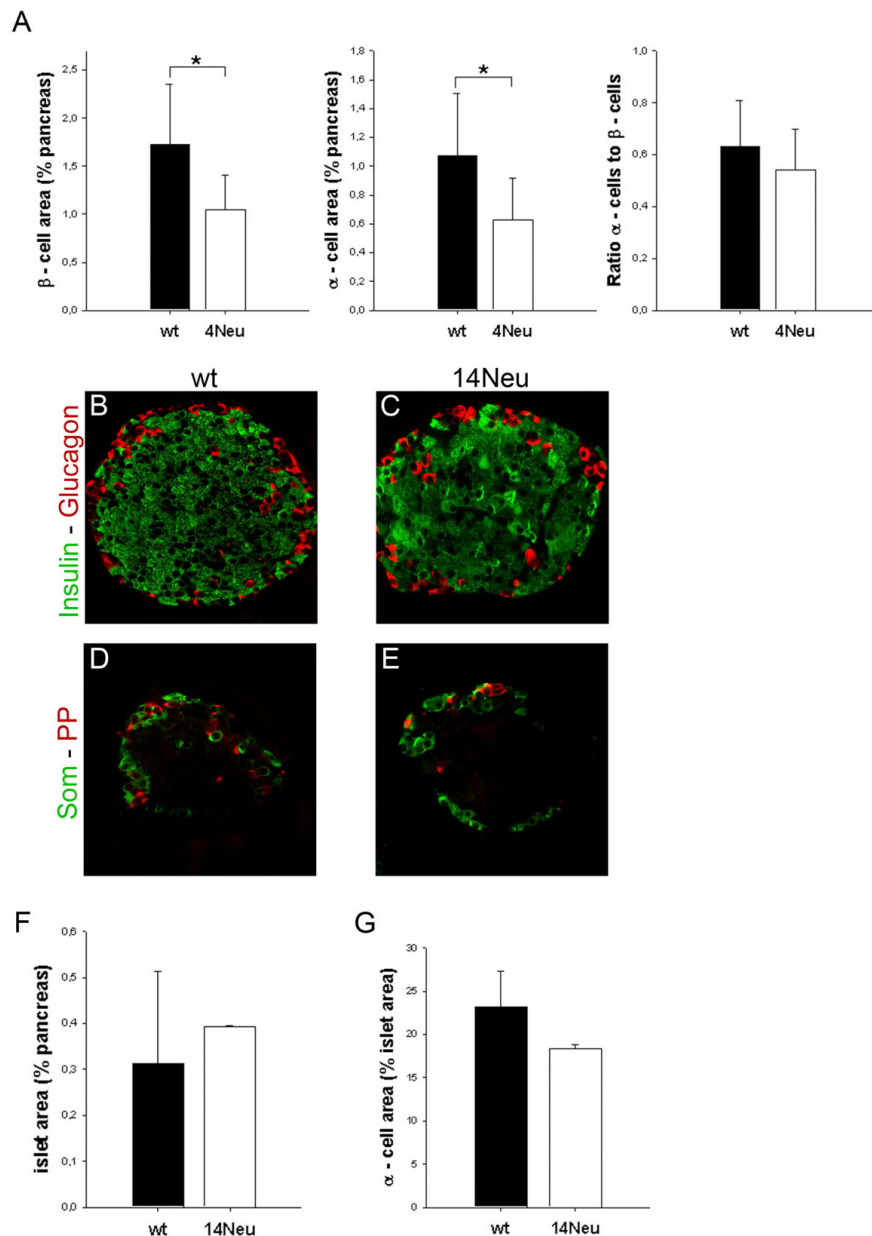 A
β - cell area (% pancreas)
2,5
2,0
1,5
1,0
0,5
0,0
*
wt 4Neu
α - cell area (% pancreas)
1,8
1,6
1,4
1,2
1,0
0,8
0,6
0,4
0,2
0,0
*
wt 4Neu
Ratio α - cells to β - cells
1,0
0,8
0,6
0,4
0,2
0,0
wt 4Neu
wt 14Neu
Insulin - Glucagon
B C
Som - PP
D E
F
islet area (% pancreas)
0,6
0,5
0,4
0,3
0,2
0,1
0,0
wt 14Neu
G
α - cell area (% islet area)
30
25
20
15
10
5
0
wt 14Neu